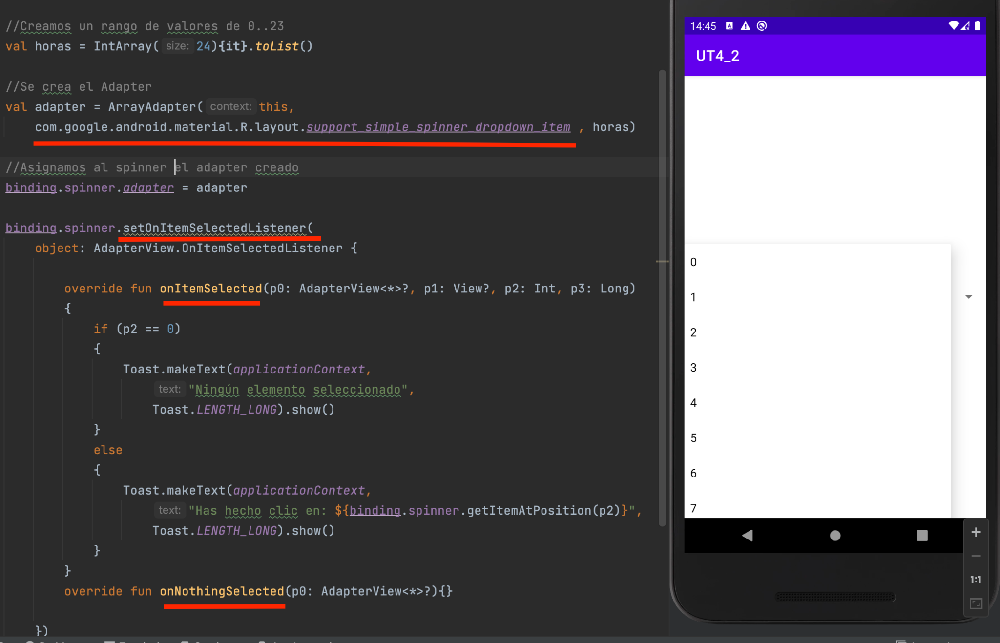 //Creamos un rango de valores de 0..23
val horas = IntArray( size: 24){it}.toList()
//Se crea el Adapter
val adapter = ArrayAdapter( context: this,
com.google.android.material.R.layout.support_simple_spinner_dropdown_item , horas)
//Asignamos al spinner el adapter creado
binding.spinner.adapter = adapter
binding.spinner.setOnItemSelectedListener(
object: AdapterView.OnItemSelectedListener {
override fun onItemSelected(p0: AdapterView<*>?, p1: View?, p2: Int, p3: Long)
{
if (p2 == 0)
{
Toast.makeText(applicationContext,
text: "Ningún elemento seleccionado",
Toast.LENGTH_LONG).show()
}
else
{
Toast.makeText(applicationContext,
text: "Has hecho clic en: ${binding.spinner.getItemAtPosition(p2)}",
Toast.LENGTH_LONG).show()
}
}
override fun onNothingSelected(p0: AdapterView<*>?){}
})
14:45
UT4_2
0
1
2
3
4
5
6
7
1:1